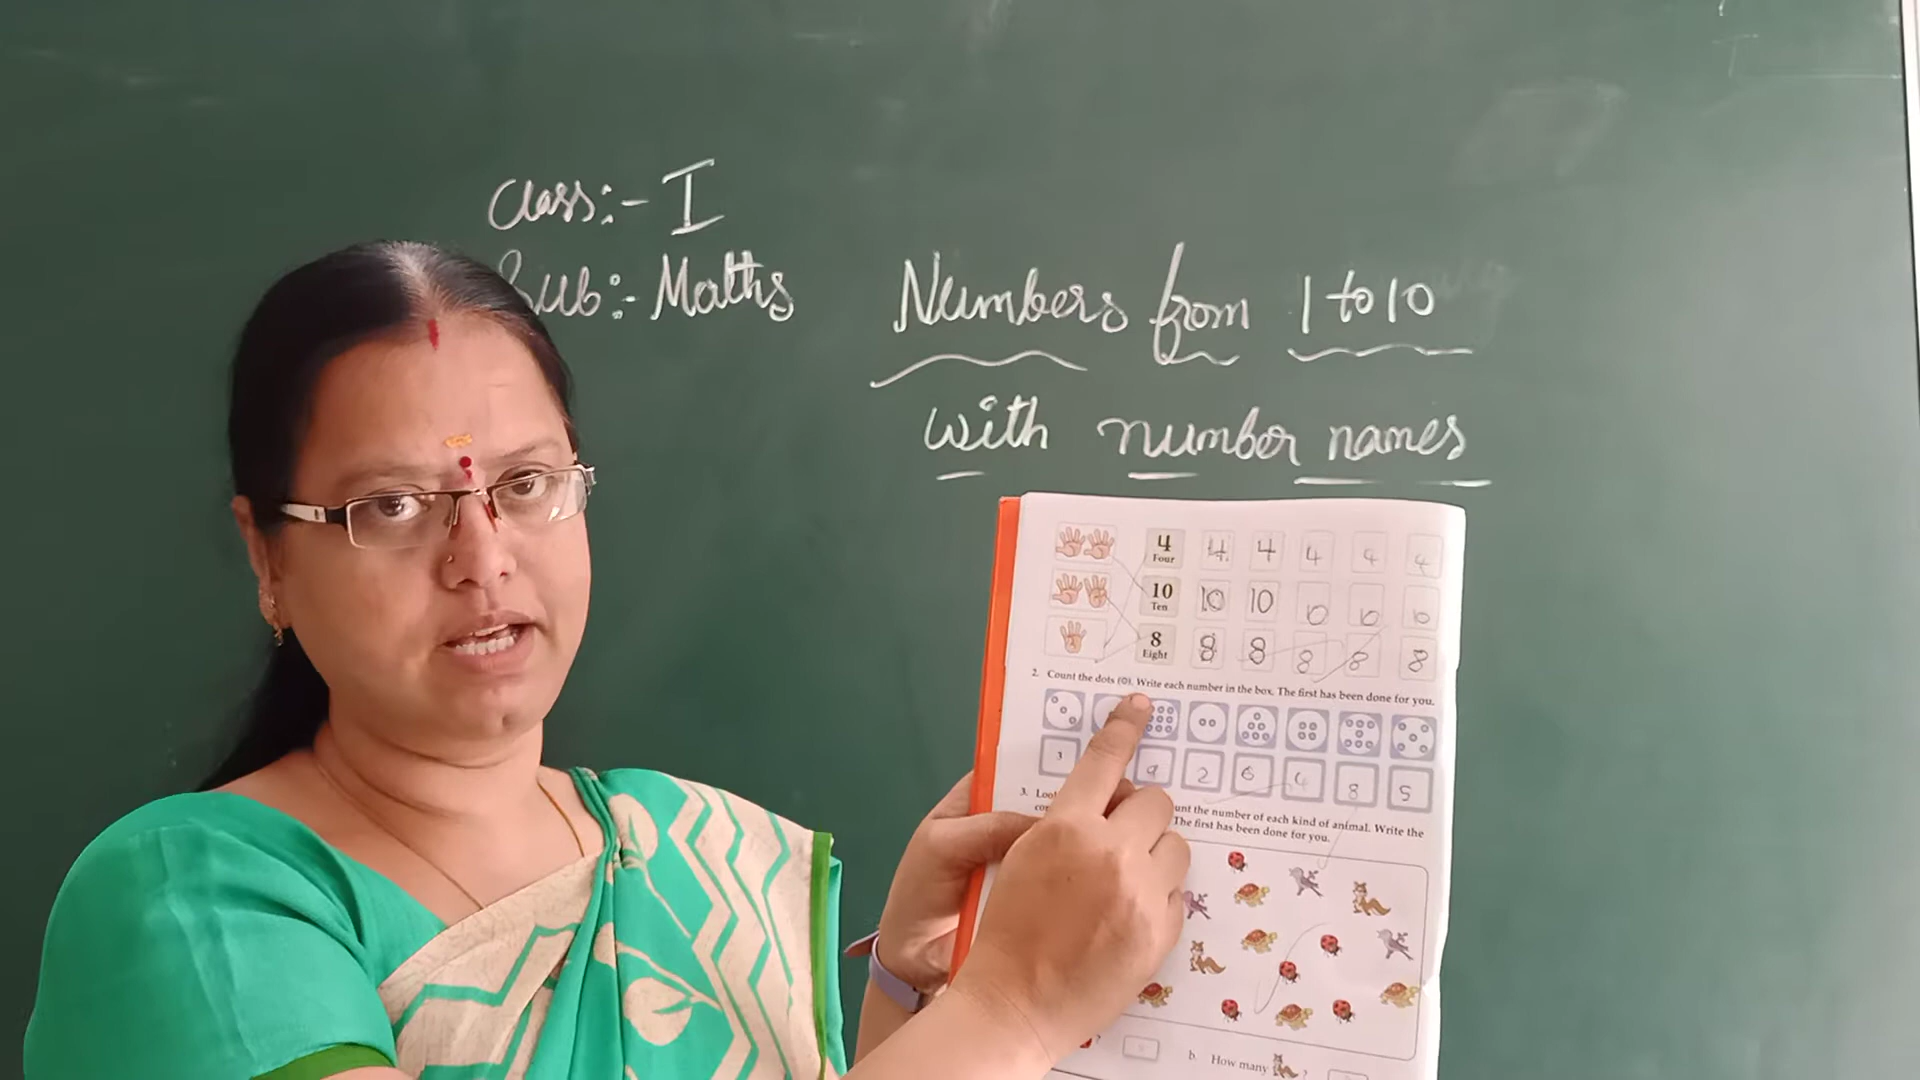 Class:- I
Sub:- Maths
Numbers from 1 to 10
with number names
4 Four 4 4 4 4 4
10 Ten 10 10 10 10 10
8 Eight 8 8 8 8 8
2. Count the dots (0). Write each number in the box. The first has been done for you.
3 9 2 6 4 8 5
3. Loo
unt the number of each kind of animal. Write the
The first has been done for you.
?
b. How many ?